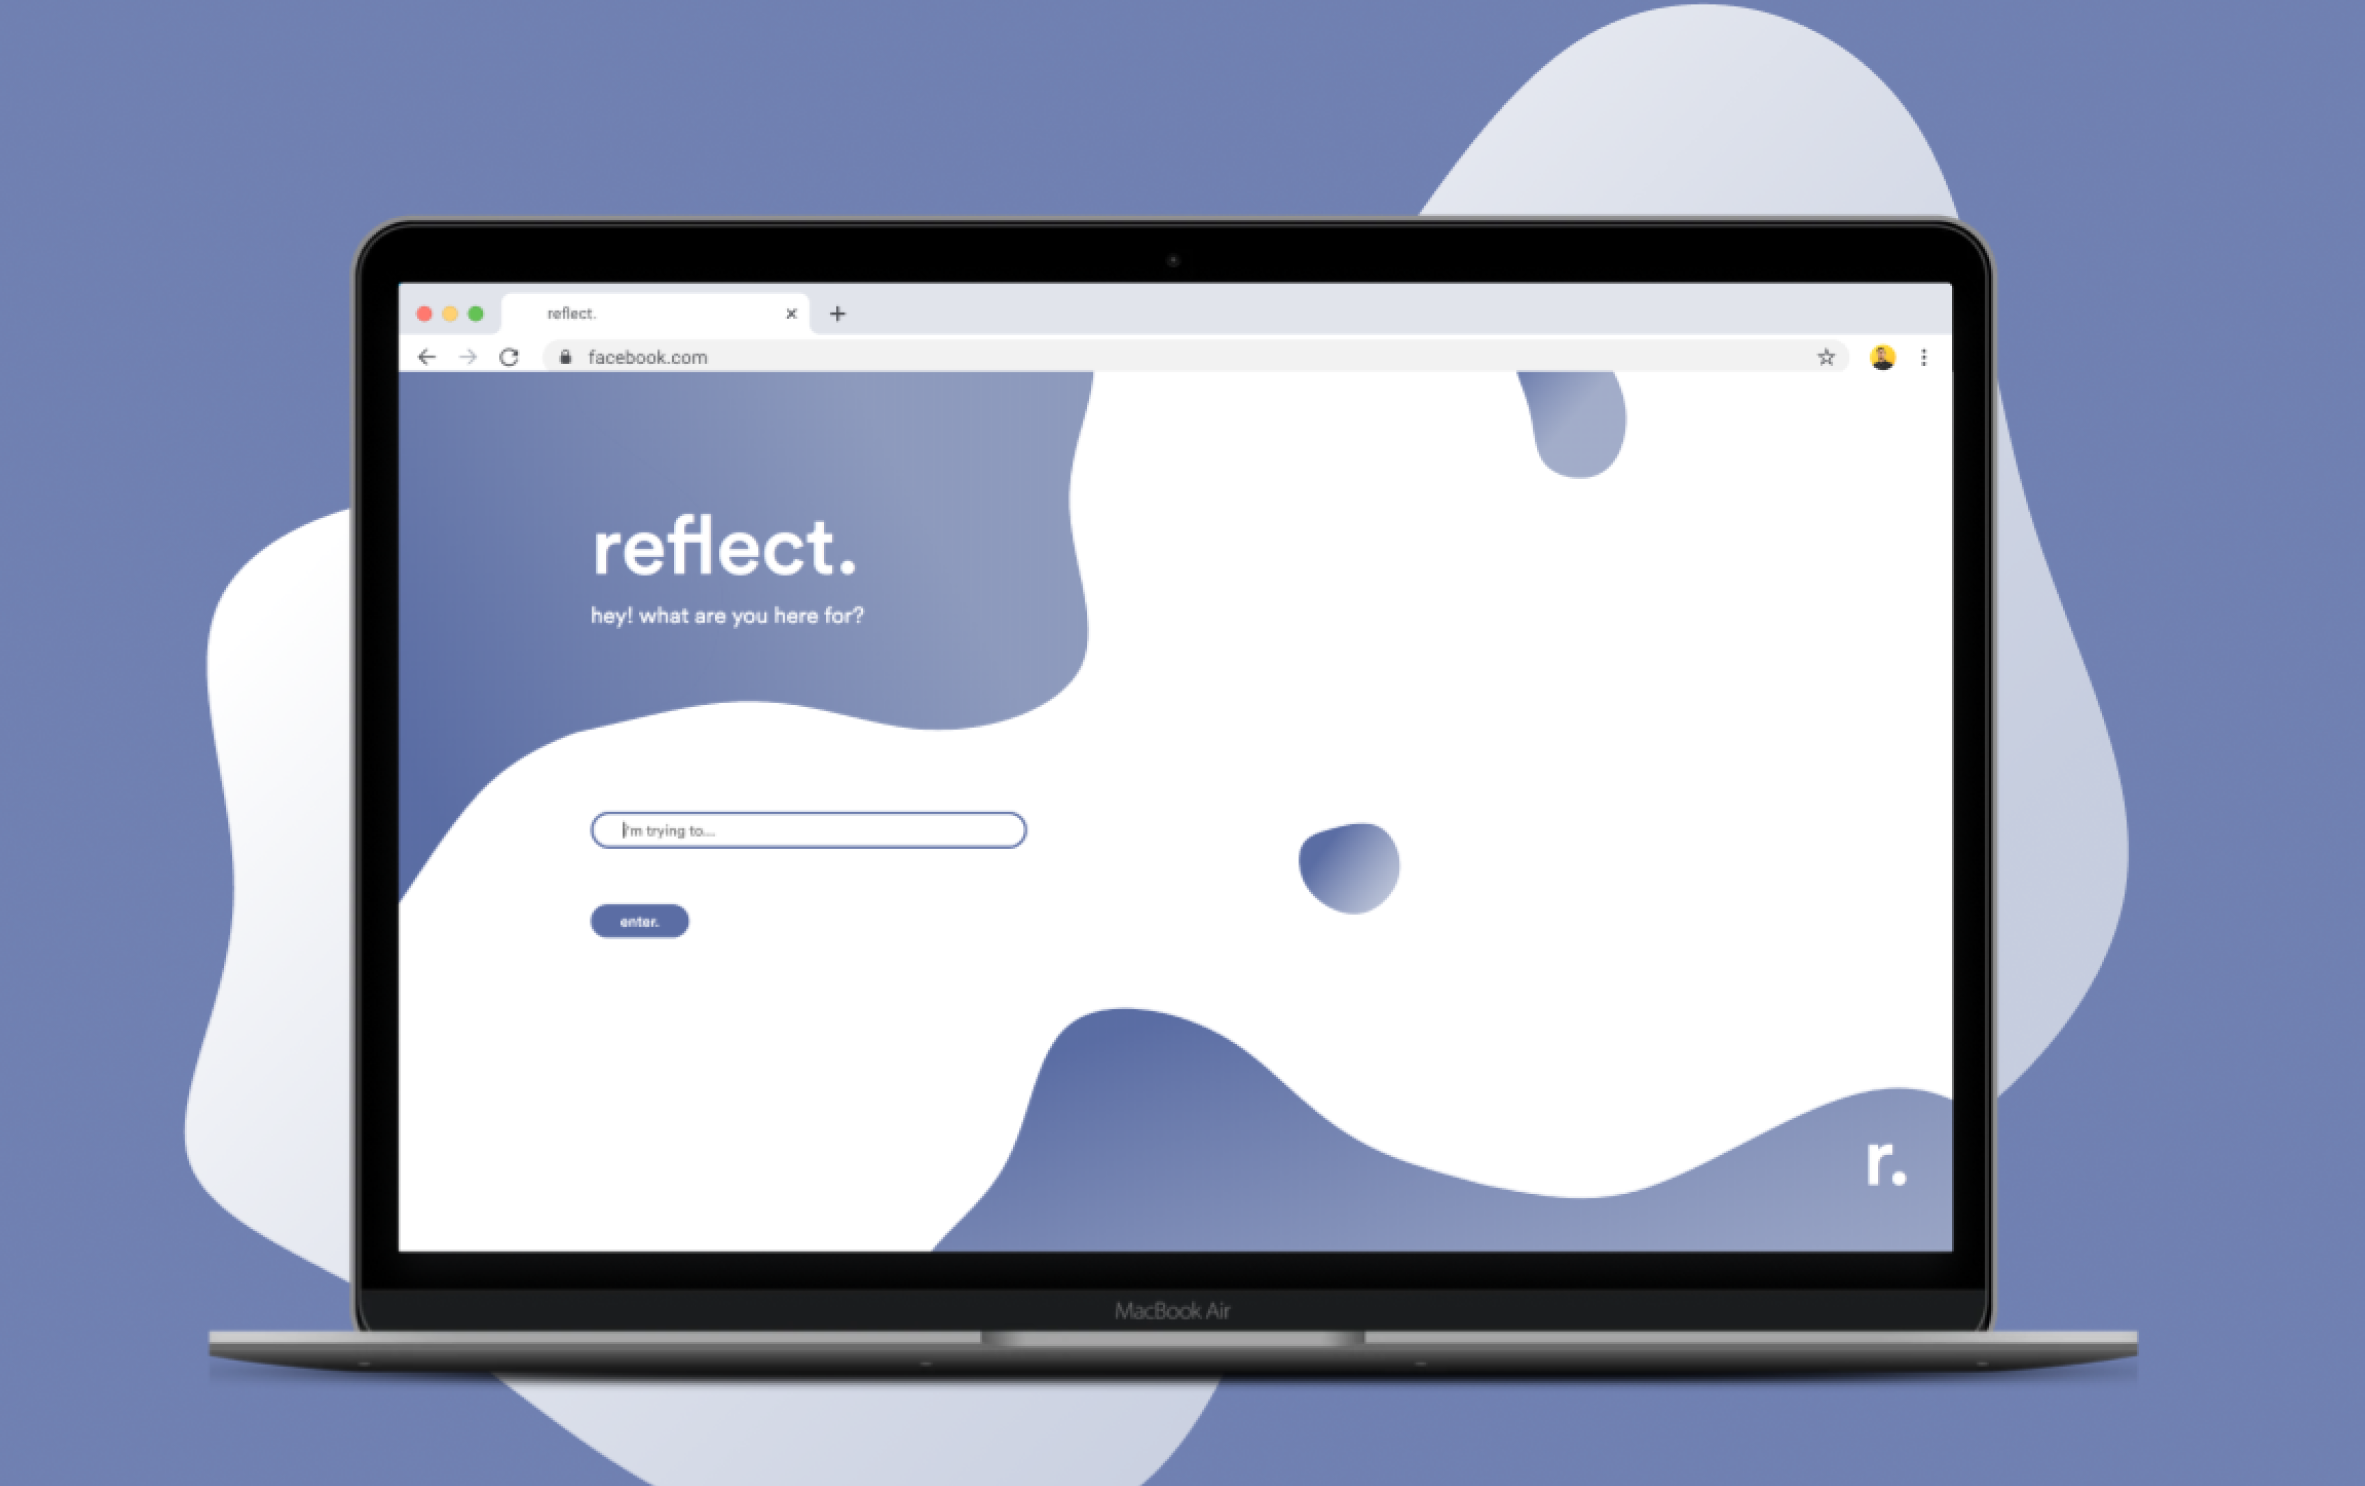 reflect.
facebook.com
reflect.
hey! what are you here for?
I'm trying to...
enter.
r.
MacBook Air